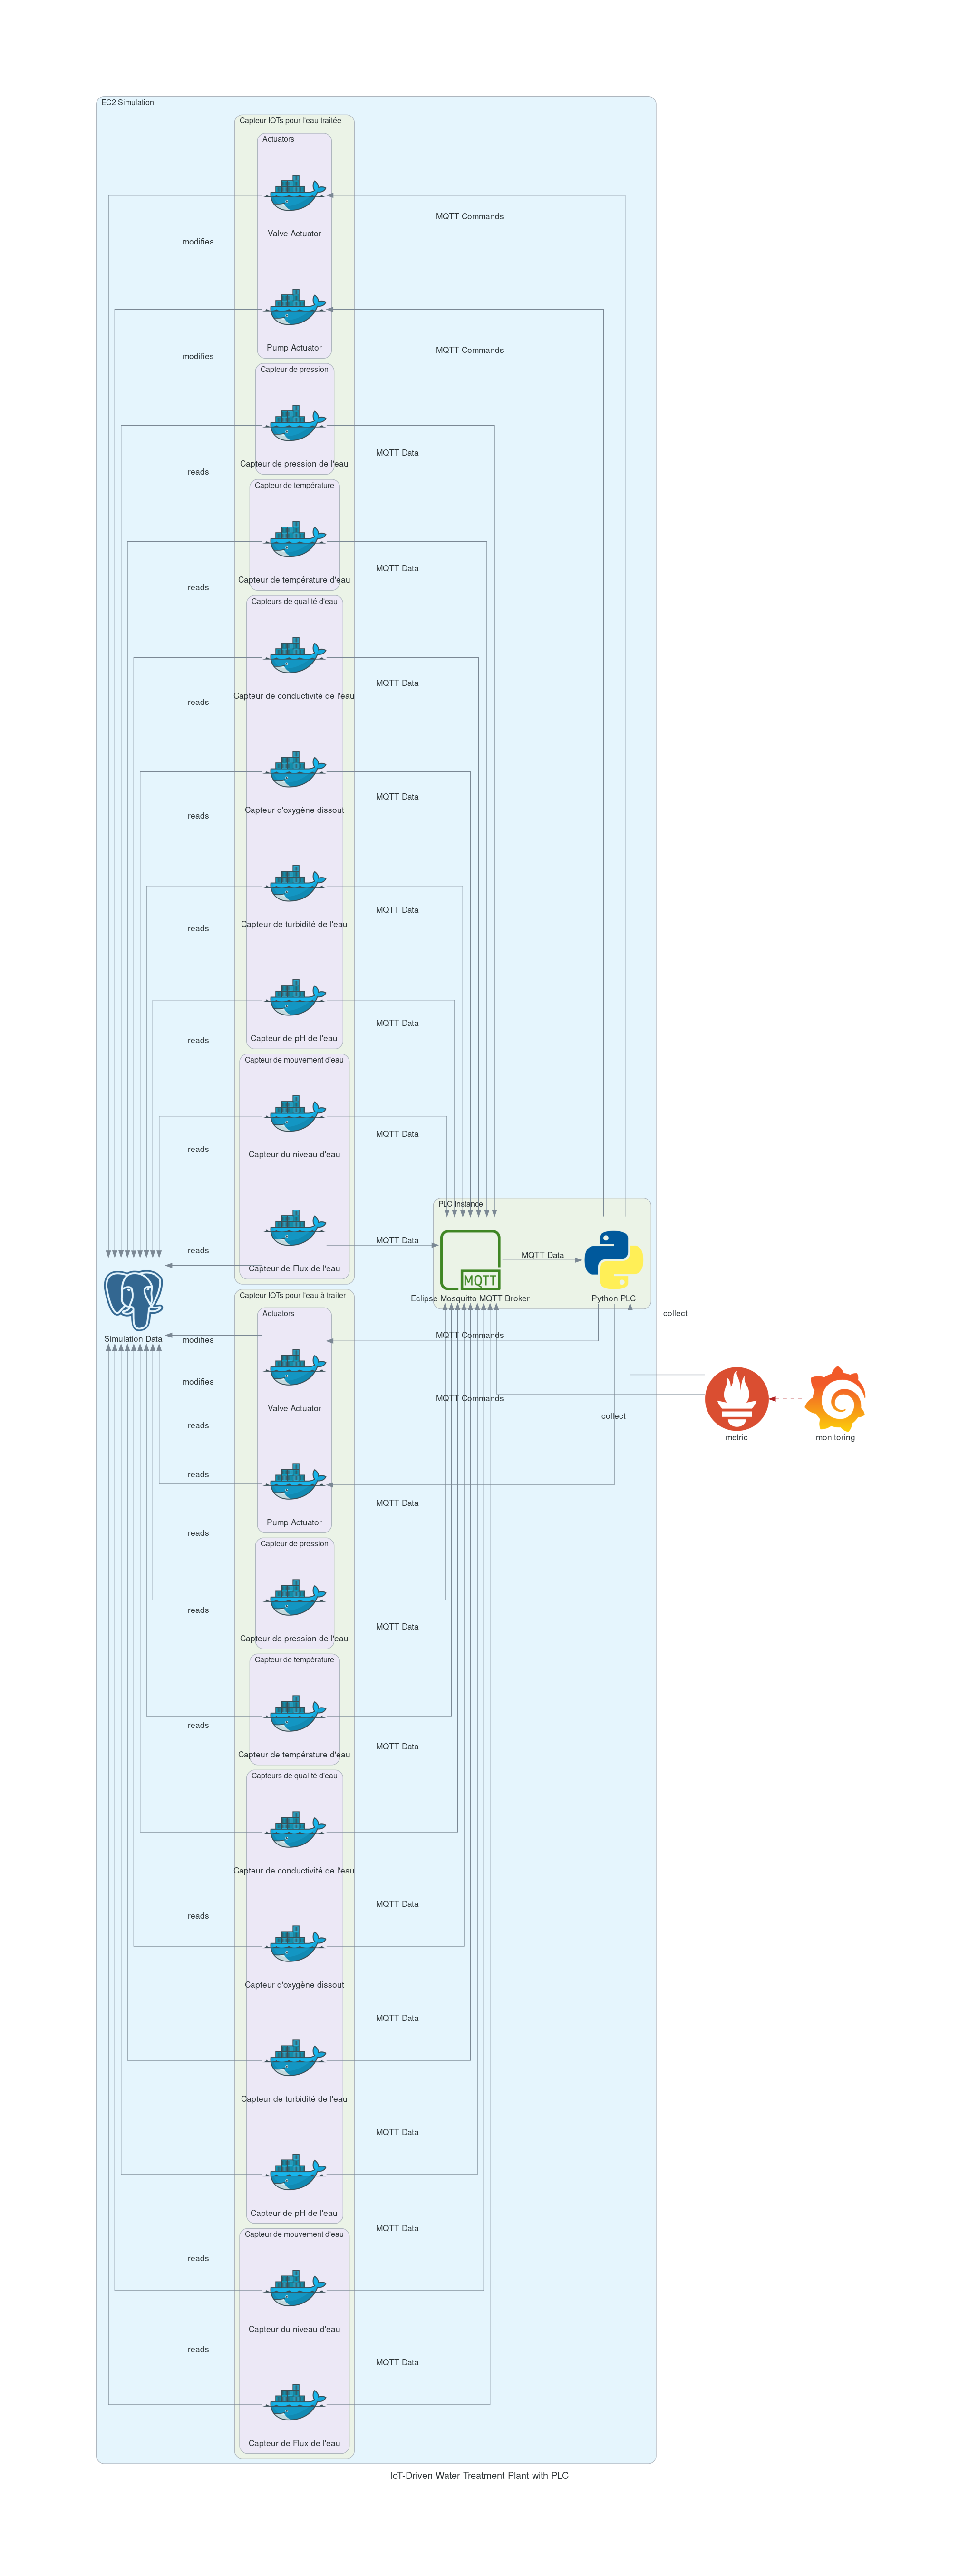 EC2 Simulation
Capteur IOTs pour l'eau traitée
Actuators
MQTT Commands
Valve Actuator
modifies
Pump Actuator
MQTT Commands
modifies
Capteur de pression
MQTT Data
Capteur de pression de l'eau
reads
Capteur de température
MQTT Data
Capteur de température d'eau
reads
Capteurs de qualité d'eau
MQTT Data
Capteur de conductivité de l'eau
reads
MQTT Data
Capteur d'oxygène dissout
reads
MQTT Data
Capteur de turbidité de l'eau
reads
MQTT Data
Capteur de pH de l'eau
reads
Capteur de mouvement d'eau
MQTT Data
reads
Capteur du niveau d'eau
PLC Instance
MQTT Data
reads
MQTT Data
Capteur de Flux de l'eau
MQTT
Eclipse Mosquitto MQTT Broker
Python PLC
Capteur IOTs pour l'eau à traiter
Actuators
collect
Simulation Data
modifies
MQTT Commands
modifies
MQTT Commands
Valve Actuator
collect
reads
metric
monitoring
reads
MQTT Data
Pump Actuator
reads
Capteur de pression
reads
MQTT Data
Capteur de pression de l'eau
Capteur de température
reads
MQTT Data
Capteur de température d'eau
Capteurs de qualité d'eau
Capteur de conductivité de l'eau
MQTT Data
reads
Capteur d'oxygène dissout
MQTT Data
Capteur de turbidité de l'eau
MQTT Data
Capteur de pH de l'eau
MQTT Data
Capteur de mouvement d'eau
reads
Capteur du niveau d'eau
reads
MQTT Data
Capteur de Flux de l'eau
IoT-Driven Water Treatment Plant with PLC